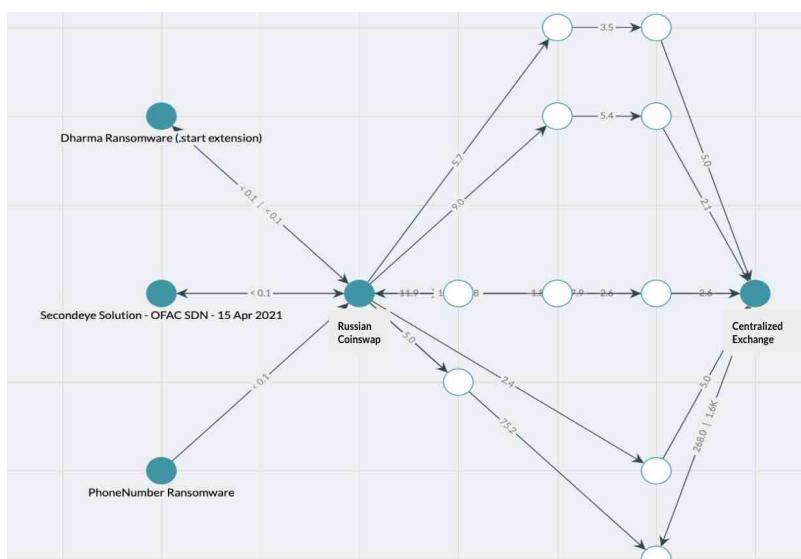 3.5
5.4
Dharma Ransomware (.start extension)
5.7
5.0
<0.1 | <0.1
9.0
2.1
<0.1
11.9
2.6
2.6
Secondeye Solution - OFAC SDN - 15 Apr 2021
Russian
Coinswap
Centralized
Exchange
5.0
<0.1
2.4
5.0
75.2
268.0 | 1.6K
PhoneNumber Ransomware